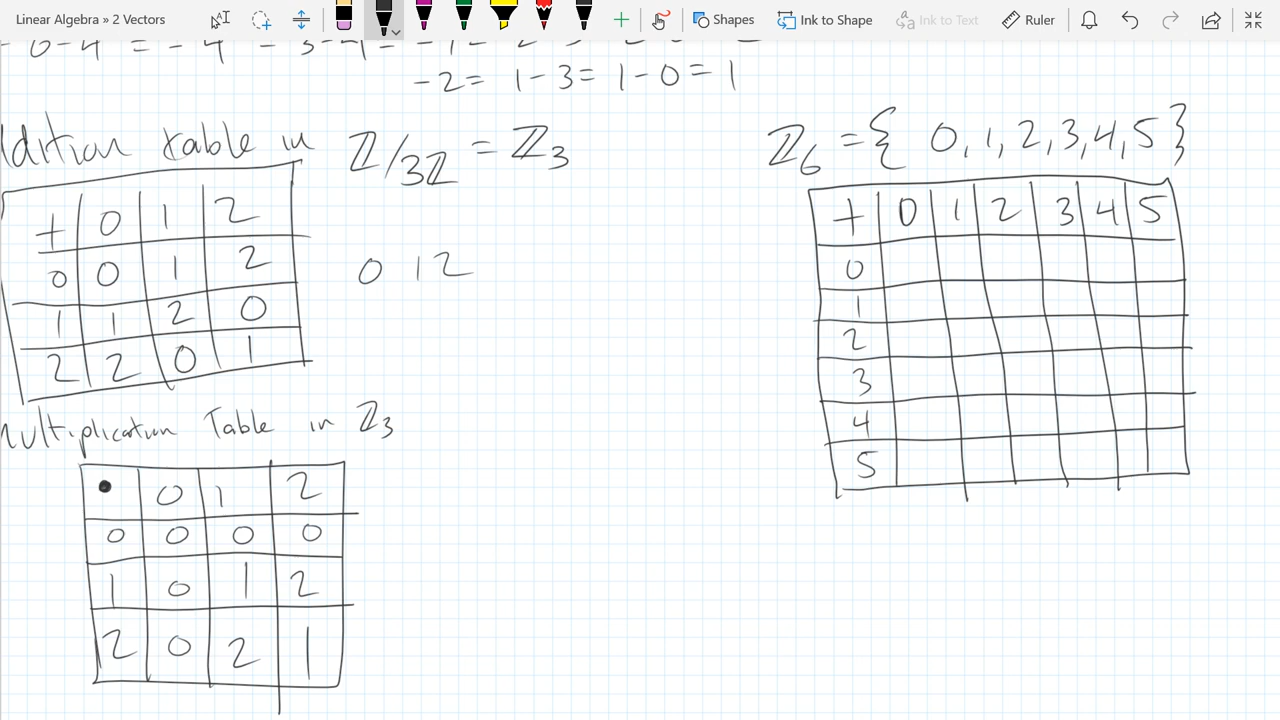 Linear Algebra » 2 Vectors
Shapes
Ink to Shape
Ink to Text
Ruler
-2 = 1-3 = 1-0 = 1
ddition table in ℤ/3ℤ = ℤ3
+ 0 1 2
0 0 1 2
1 1 2 0
2 2 0 1
0 1 2
Multiplication Table in ℤ3
• 0 1 2
0 0 0 0
1 0 1 2
2 0 2 1
ℤ6 = { 0, 1, 2, 3, 4, 5 }
+ 0 1 2 3 4 5
0
1
2
3
4
5